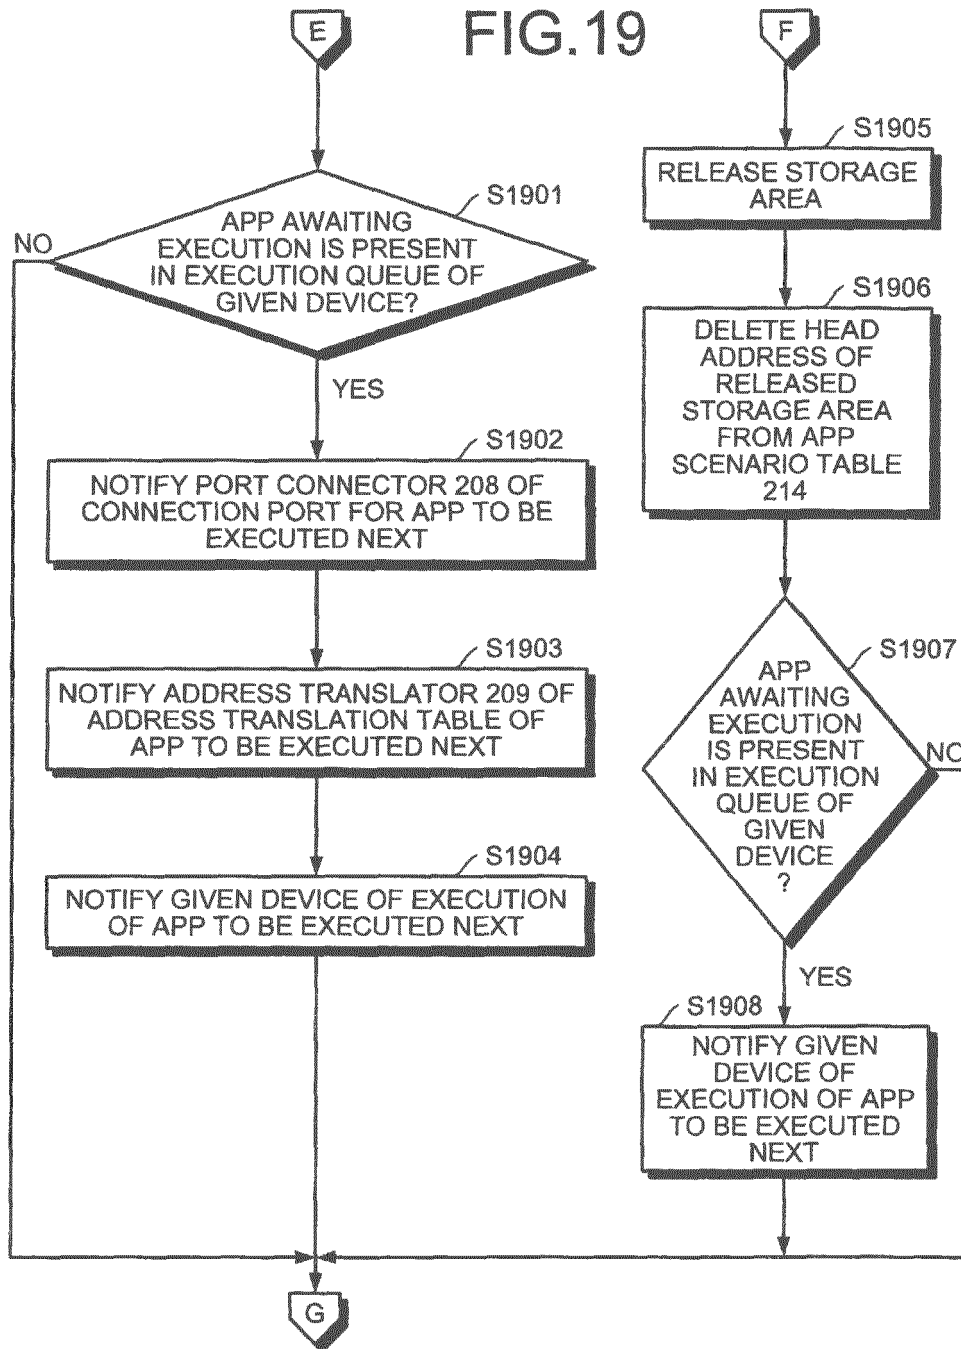 E
FIG.19
F
S1901
APP AWAITING
EXECUTION IS PRESENT
IN EXECUTION QUEUE OF
GIVEN DEVICE?
NO
YES
S1902
NOTIFY PORT CONNECTOR 208 OF
CONNECTION PORT FOR APP TO BE
EXECUTED NEXT
S1903
NOTIFY ADDRESS TRANSLATOR 209 OF
ADDRESS TRANSLATION TABLE OF
APP TO BE EXECUTED NEXT
S1904
NOTIFY GIVEN DEVICE OF EXECUTION
OF APP TO BE EXECUTED NEXT
S1905
RELEASE STORAGE
AREA
S1906
DELETE HEAD
ADDRESS OF
RELEASED
STORAGE AREA
FROM APP
SCENARIO TABLE
214
S1907
APP
AWAITING
EXECUTION
IS PRESENT
IN EXECUTION
QUEUE OF
GIVEN
DEVICE
?
NO
YES
S1908
NOTIFY GIVEN
DEVICE OF
EXECUTION OF APP
TO BE EXECUTED
NEXT
G